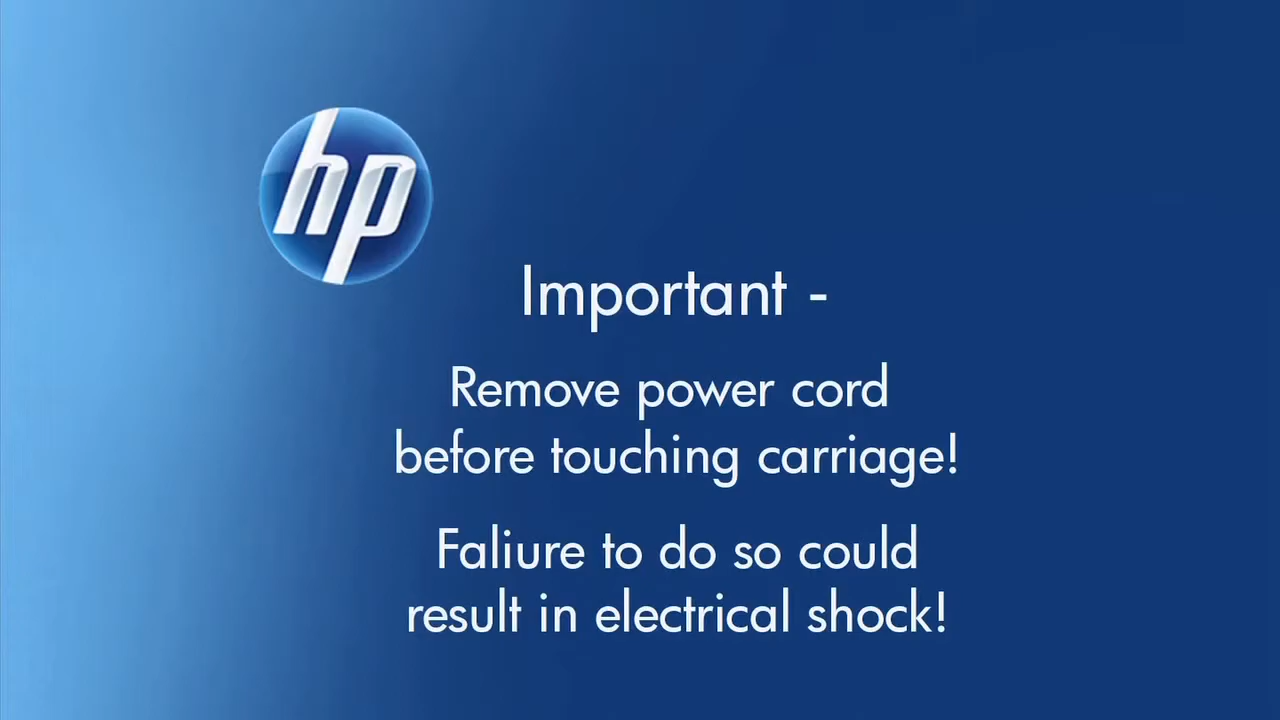 hp
Important -
Remove power cord
before touching carriage!
Faliure to do so could
result in electrical shock!